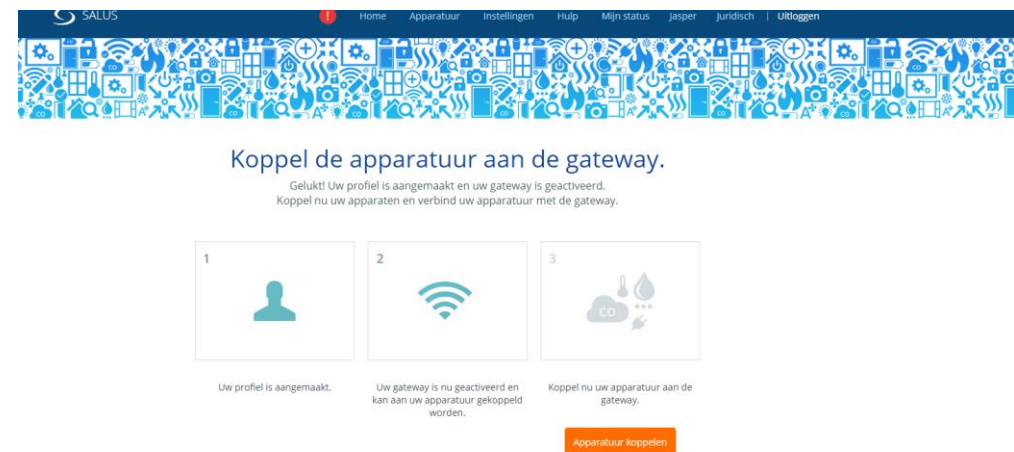 SALUS
! Home Apparatuur Instellingen Hulp Mijn status Jasper Juridisch | Uitloggen
Koppel de apparatuur aan de gateway.
Gelukt! Uw profiel is aangemaakt en uw gateway is geactiveerd.
Koppel nu uw apparaten en verbind uw apparatuur met de gateway.
1
Uw profiel is aangemaakt.
2
Uw gateway is nu geactiveerd en
kan aan uw apparatuur gekoppeld
worden.
3
CO
Koppel nu uw apparatuur aan de
gateway.
Apparatuur koppelen